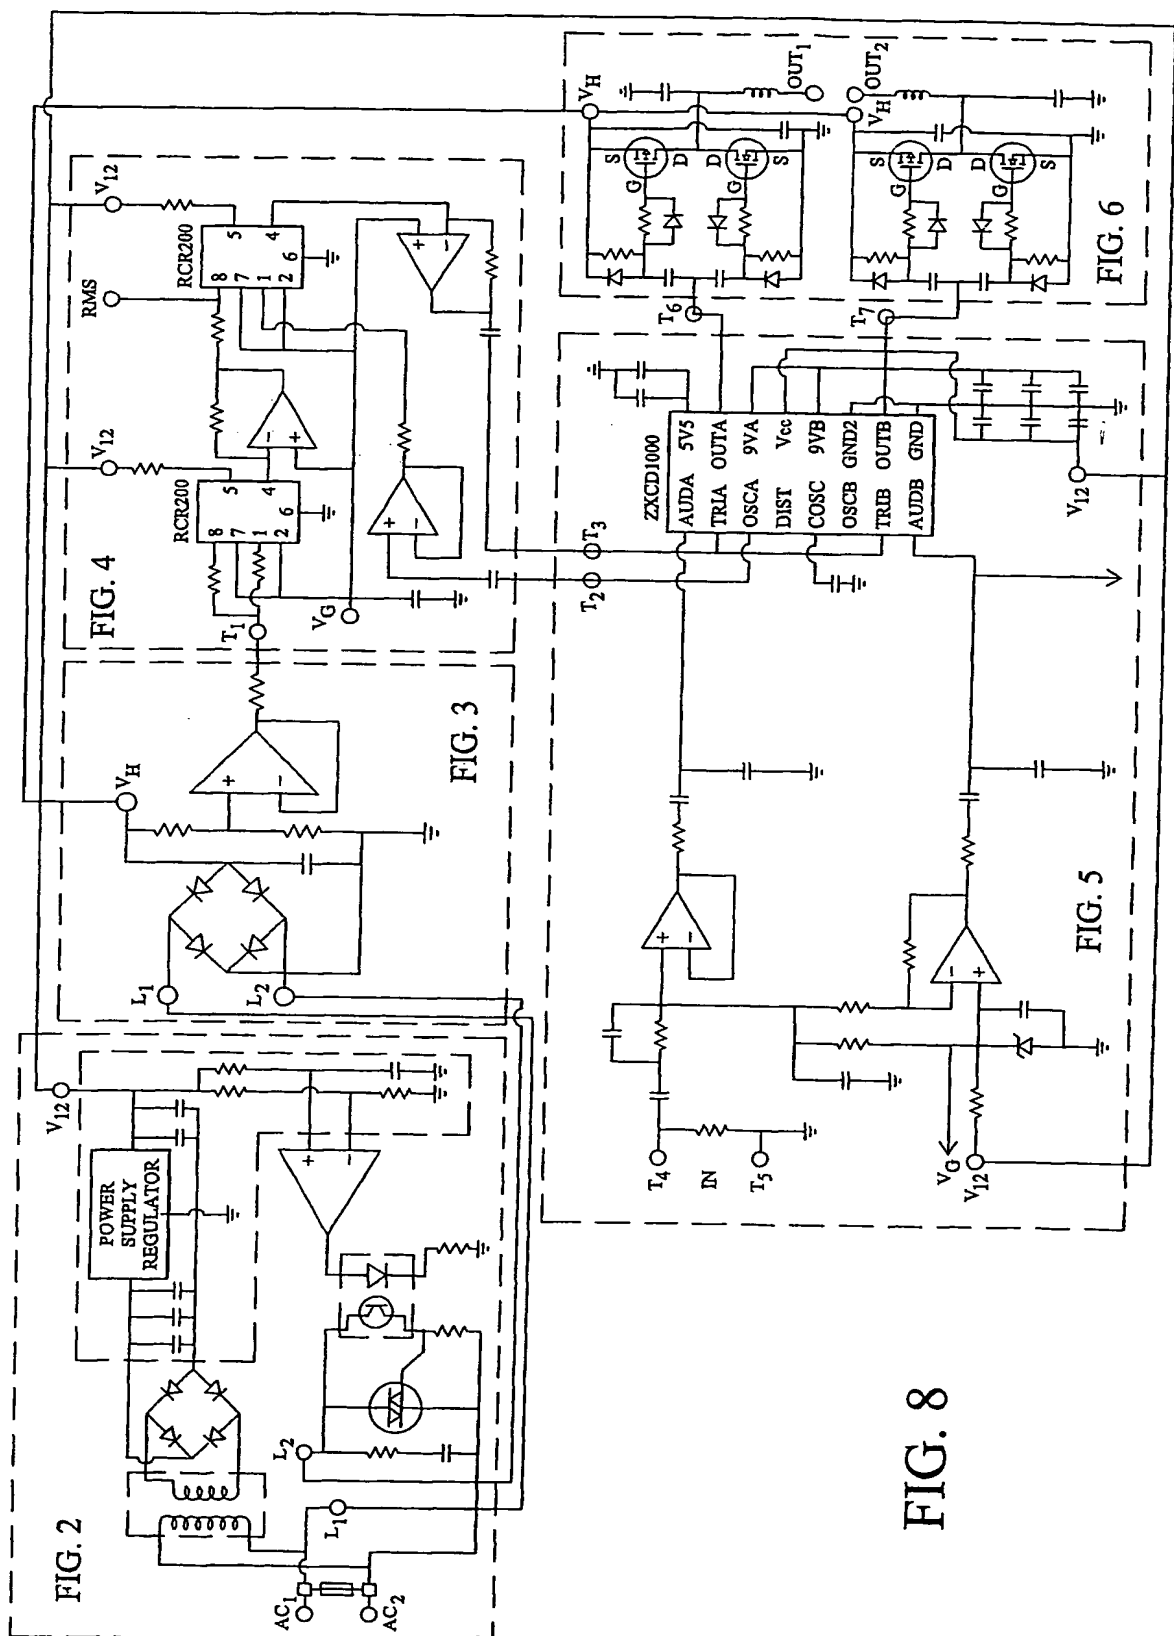 FIG. 2
AC1
AC2
L1
L2
POWER
SUPPLY
REGULATOR
V12
+
−
L1
L2
VH
+
−
FIG. 3
FIG. 4
T1
VG
RCR200
8
7
1
2
5
4
6
V12
−
+
+
−
RMS
RCR200
8
7
1
2
5
4
6
V12
+
−
T2
T3
FIG. 5
T4
IN
T5
VG
V12
+
−
−
+
ZXCD1000
AUDA 5V5
TRIA OUTA
OSCA 9VA
DIST Vcc
COSC 9VB
OSCB GND2
TRIB OUTB
AUDB GND
V12
T6
T7
FIG. 6
VH
S
G
D
D
G
S
OUT1
OUT2
VH
S
G
D
D
G
S
FIG. 8